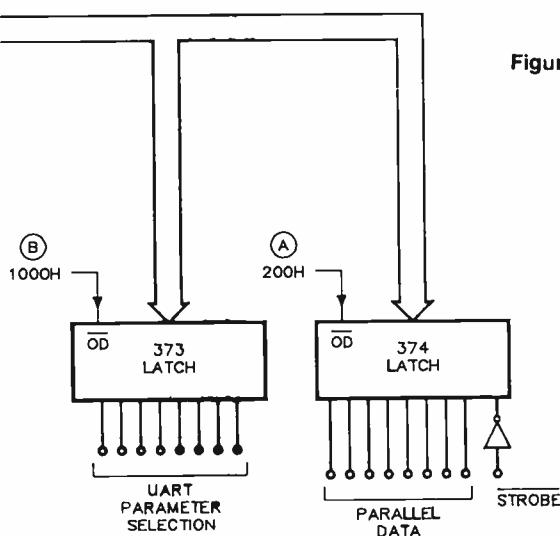 Figur
B
1000H
A
200H
OD
373
LATCH
OD
374
LATCH
UART
PARAMETER
SELECTION
PARALLEL
DATA
STROBE